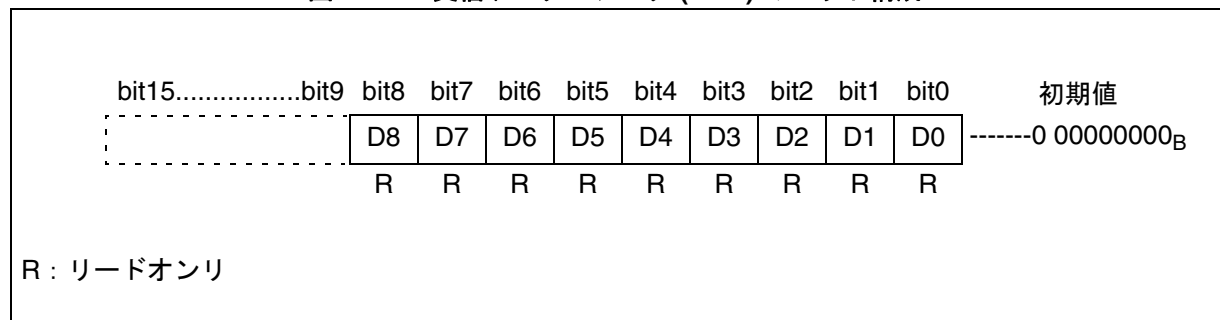 bit15.................bit9 bit8 bit7 bit6 bit5 bit4 bit3 bit2 bit1 bit0 初期値
D8 D7 D6 D5 D4 D3 D2 D1 D0 -------0 00000000B
R R R R R R R R R
R：リードオンリ